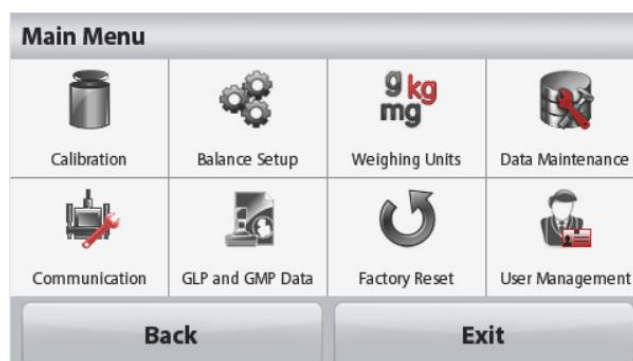 Main Menu
g kg
mg
Calibration
Balance Setup
Weighing Units
Data Maintenance
Communication
GLP and GMP Data
Factory Reset
User Management
Back
Exit